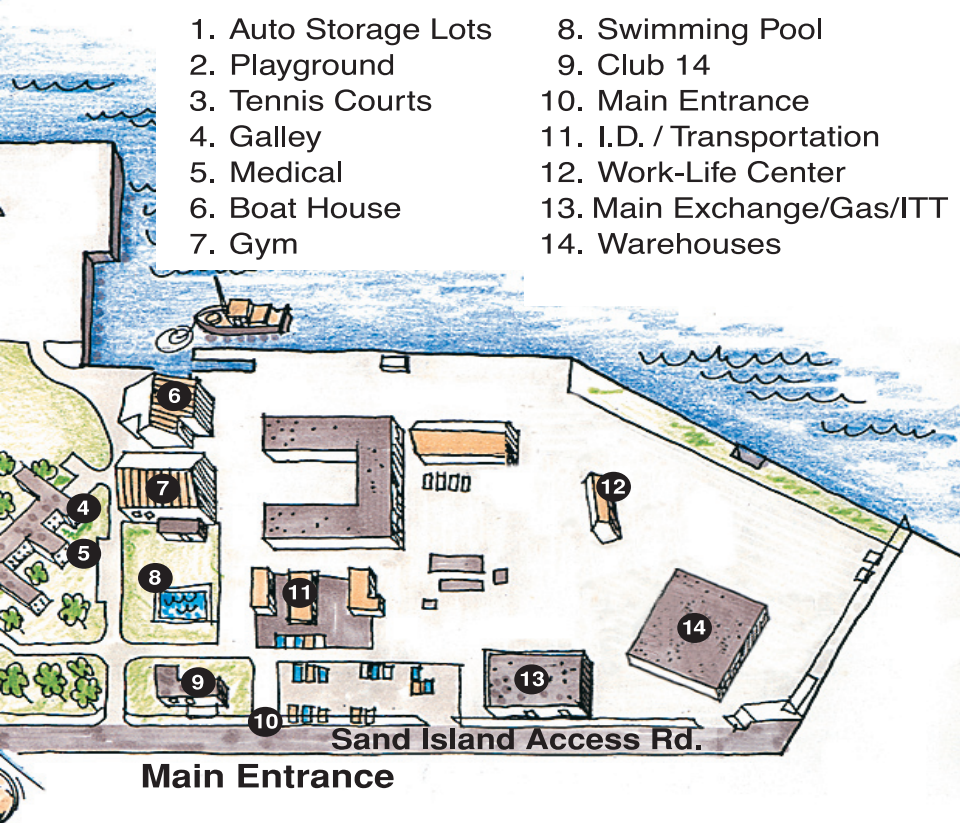 1. Auto Storage Lots
2. Playground
3. Tennis Courts
4. Galley
5. Medical
6. Boat House
7. Gym
8. Swimming Pool
9. Club 14
10. Main Entrance
11. I.D. / Transportation
12. Work-Life Center
13. Main Exchange/Gas/ITT
14. Warehouses
6
7
12
4
5
8
11
14
9
13
10
Sand Island Access Rd.
Main Entrance